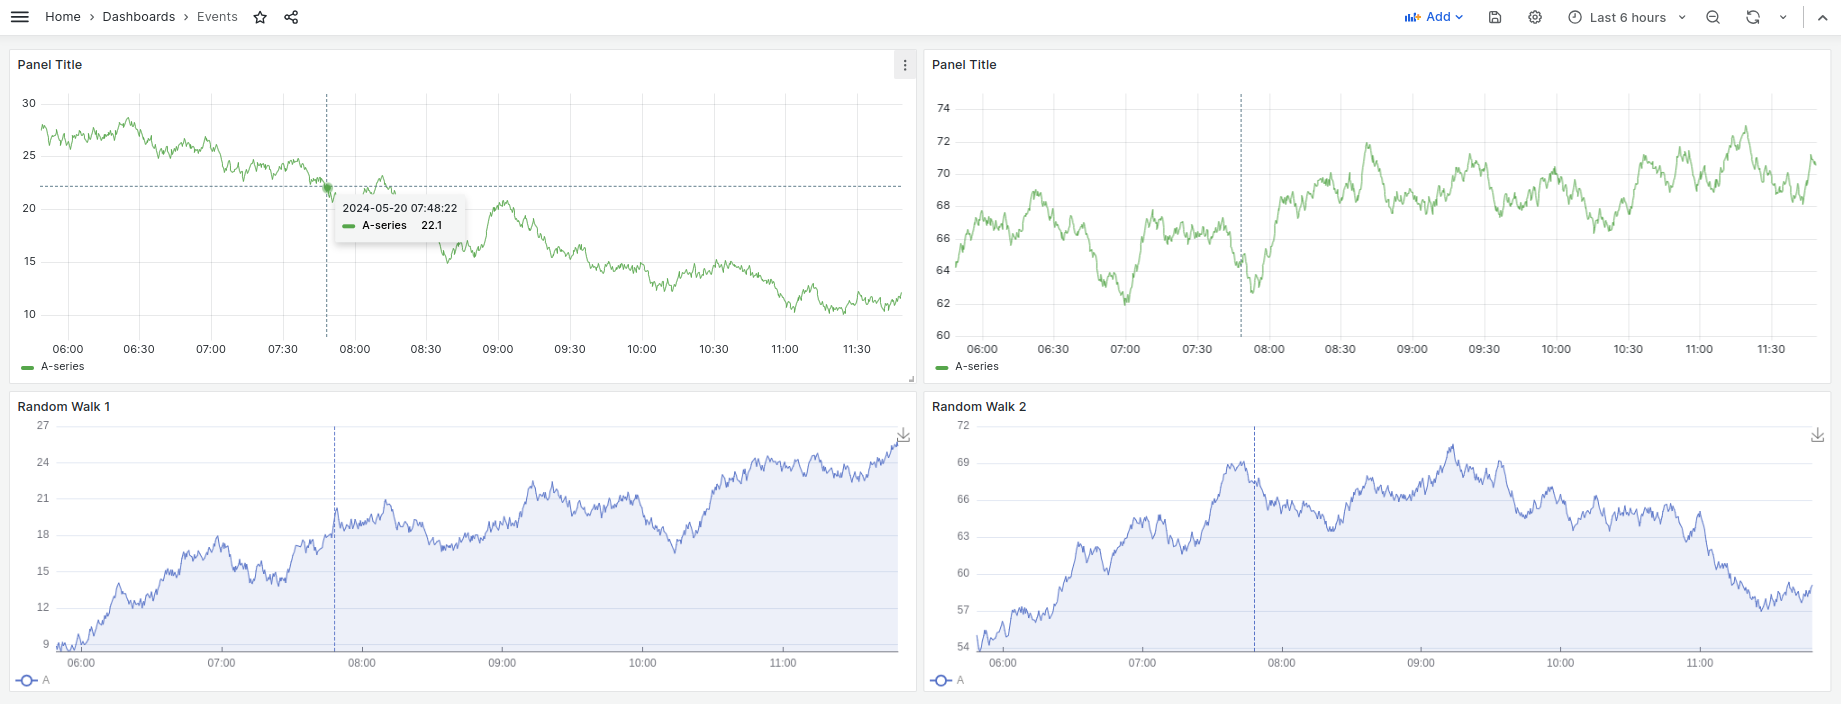 Home > Dashboards > Events
Add
Last 6 hours
Panel Title
30
25
20
15
10
2024-05-20 07:48:22
A-series 22.1
06:00 06:30 07:00 07:30 08:00 08:30 09:00 09:30 10:00 10:30 11:00 11:30
A-series
Panel Title
74
72
70
68
66
64
62
60
06:00 06:30 07:00 07:30 08:00 08:30 09:00 09:30 10:00 10:30 11:00 11:30
A-series
Random Walk 1
27
24
21
18
15
12
9
06:00 07:00 08:00 09:00 10:00 11:00
A
Random Walk 2
72
69
66
63
60
57
54
06:00 07:00 08:00 09:00 10:00 11:00
A